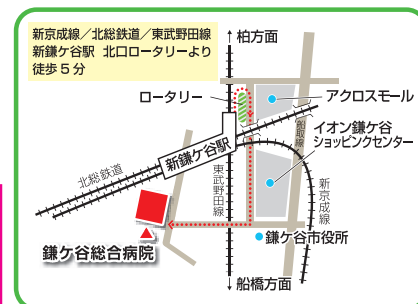 新京成線／北総鉄道／東武野田線
新鎌ケ谷駅 北口ロータリーより
徒歩5分
柏方面
ロータリー
アクロスモール
船取線
イオン鎌ケ谷
ショッピングセンター
新鎌ケ谷駅
北総鉄道
東武野田線
新京成線
鎌ケ谷市役所
鎌ケ谷総合病院
船橋方面